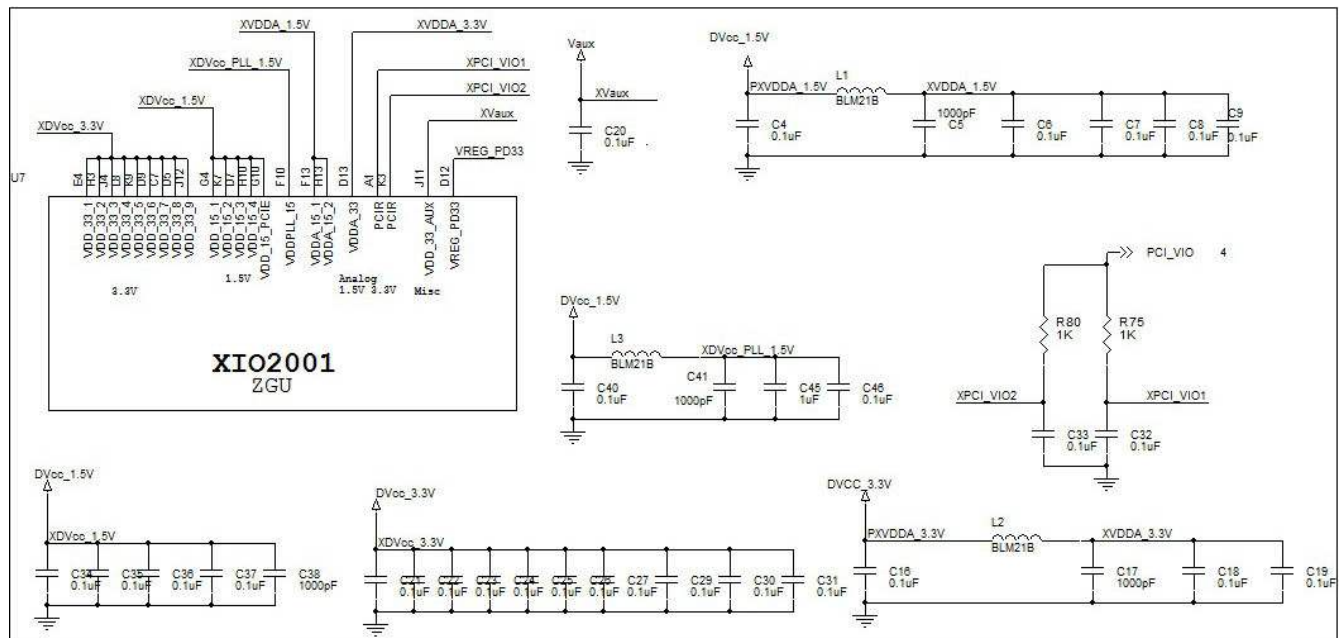 XVDDA_1.5V
XVDDA_3.3V
XDVcc_PLL_1.5V
XPCI_VIO1
XPCI_VIO2
XDVcc_1.5V
XVaux
XDVcc_3.3V
VREG_PD33
U7
E4
H3
J4
L8
K9
D9
C7
D5
J12
G4
K7
D7
H10
G10
F10
F13
H13
D13
A1
K3
J11
D12
VDD_33_1
VDD_33_2
VDD_33_3
VDD_33_4
VDD_33_5
VDD_33_6
VDD_33_7
VDD_33_8
VDD_33_9
VDD_15_1
VDD_15_2
VDD_15_3
VDD_15_4
VDD_15_PCIE
VDDPLL_15
VDDA_15_1
VDDA_15_2
VDDA_33
PCIR
PCIR
VDD_33_AUX
VREG_PD33
3.3V
1.5V
Analog
1.5V 3.3V
Misc
XIO2001
ZGU
Vaux
XVaux
C20
0.1uF
DVcc_1.5V
PXVDDA_1.5V
L1
BLM21B
XVDDA_1.5V
C4
0.1uF
1000pF
C5
C6
0.1uF
C7
0.1uF
C8
0.1uF
C9
0.1uF
PCI_VIO 4
R80
1K
R75
1K
XPCI_VIO2
XPCI_VIO1
C33
0.1uF
C32
0.1uF
DVcc_1.5V
L3
BLM21B
XDVcc_PLL_1.5V
C40
0.1uF
C41
1000pF
C45
1uF
C46
0.1uF
DVcc_1.5V
XDVcc_1.5V
C34
0.1uF
C35
0.1uF
C36
0.1uF
C37
0.1uF
C38
1000pF
DVcc_3.3V
XDVcc_3.3V
C21
0.1uF
C22
0.1uF
C23
0.1uF
C24
0.1uF
C25
0.1uF
C26
0.1uF
C27
0.1uF
C29
0.1uF
C30
0.1uF
C31
0.1uF
DVCC_3.3V
PXVDDA_3.3V
L2
BLM21B
XVDDA_3.3V
C16
0.1uF
C17
1000pF
C18
0.1uF
C19
0.1uF